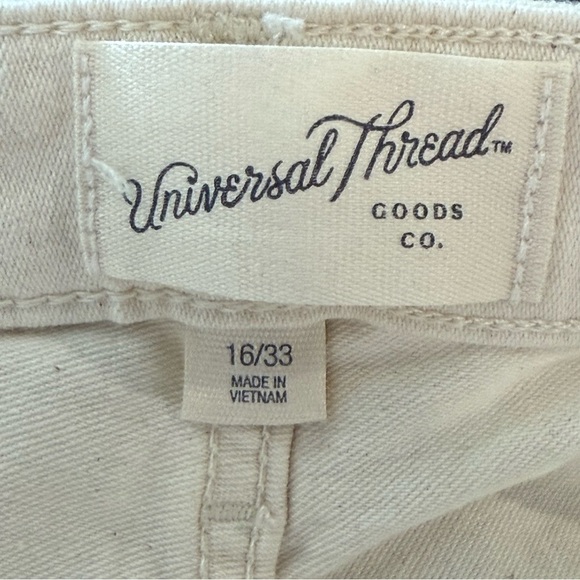 Universal Thread™
GOODS
CO.
16/33
MADE IN
VIETNAM